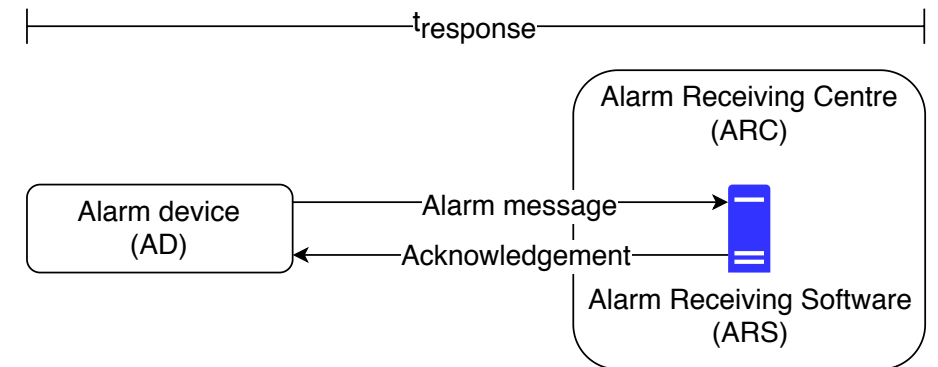 tresponse
Alarm Receiving Centre
(ARC)
Alarm device
(AD)
Alarm message
Acknowledgement
Alarm Receiving Software
(ARS)